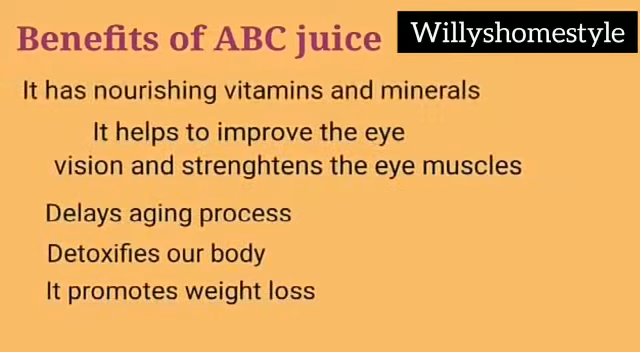 Benefits of ABC juice
Willyshomestyle
It has nourishing vitamins and minerals
It helps to improve the eye
vision and strenghtens the eye muscles
Delays aging process
Detoxifies our body
It promotes weight loss